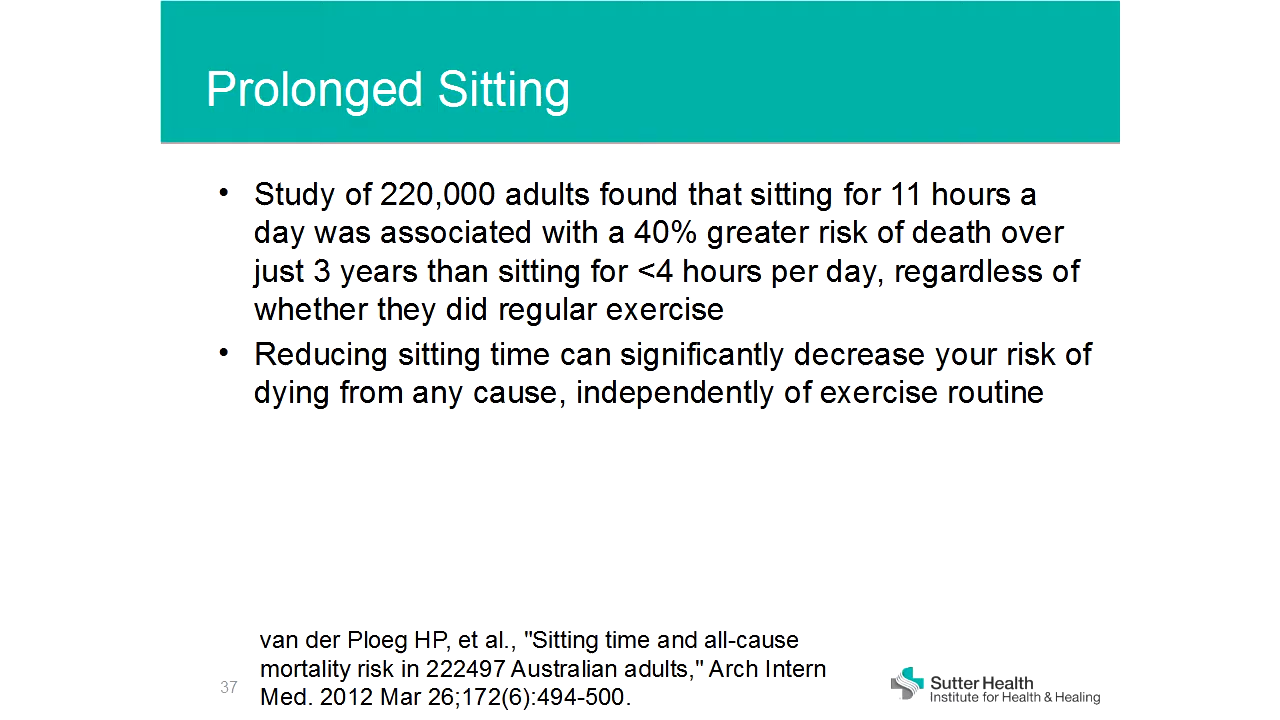 Prolonged Sitting
• Study of 220,000 adults found that sitting for 11 hours a
day was associated with a 40% greater risk of death over
just 3 years than sitting for <4 hours per day, regardless of
whether they did regular exercise
• Reducing sitting time can significantly decrease your risk of
dying from any cause, independently of exercise routine
van der Ploeg HP, et al., "Sitting time and all-cause
mortality risk in 222497 Australian adults," Arch Intern
Med. 2012 Mar 26;172(6):494-500.
37
Sutter Health
Institute for Health & Healing